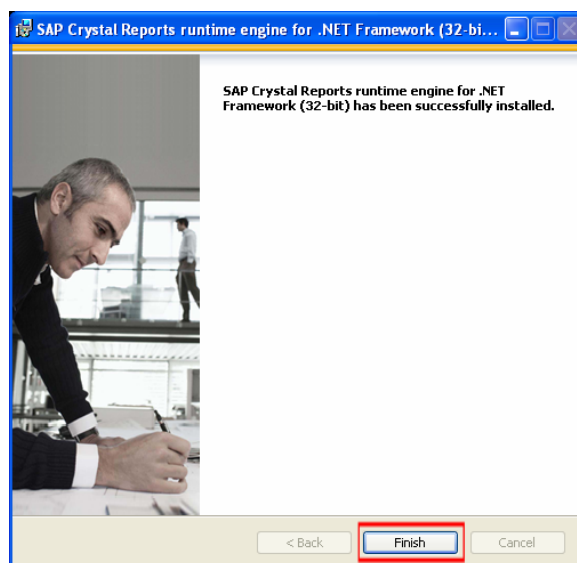 SAP Crystal Reports runtime engine for .NET Framework (32-bi...
SAP Crystal Reports runtime engine for .NET
Framework (32-bit) has been successfully installed.
< Back
Finish
Cancel